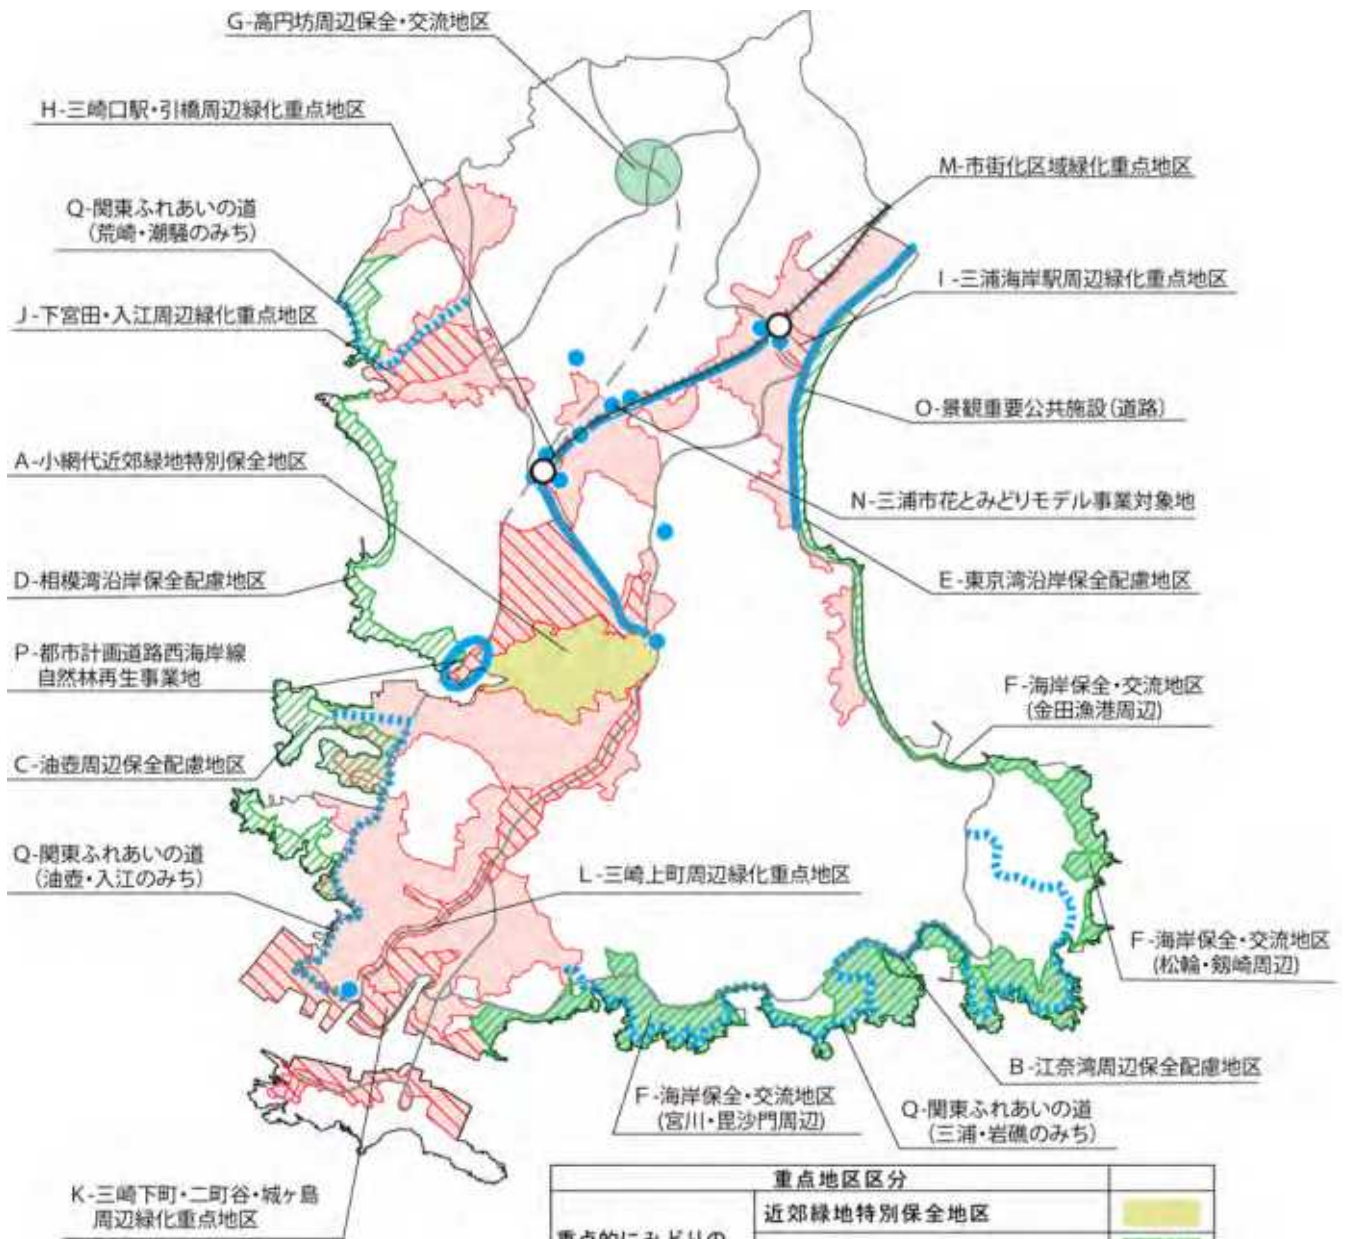 G-高円坊周辺保全・交流地区
H-三崎口駅・引橋周辺緑化重点地区
M-市街化区域緑化重点地区
Q-関東ふれあいの道
(荒崎・潮騒のみち)
I-三浦海岸駅周辺緑化重点地区
J-下宮田・入江周辺緑化重点地区
O-景観重要公共施設(道路)
A-小網代近郊緑地特別保全地区
N-三浦市花とみどりモデル事業対象地
D-相模湾沿岸保全配慮地区
E-東京湾沿岸保全配慮地区
P-都市計画道路西海岸線
自然林再生事業地
F-海岸保全・交流地区
(金田漁港周辺)
C-油壺周辺保全配慮地区
Q-関東ふれあいの道
(油壺・入江のみち)
L-三崎上町周辺緑化重点地区
F-海岸保全・交流地区
(松輪・剱崎周辺)
B-江奈湾周辺保全配慮地区
F-海岸保全・交流地区
(宮川・毘沙門周辺)
Q-関東ふれあいの道
(三浦・岩礁のみち)
K-三崎下町・二町谷・城ヶ島
周辺緑化重点地区
重点地区区分
近郊緑地特別保全地区
重点的にみどりの